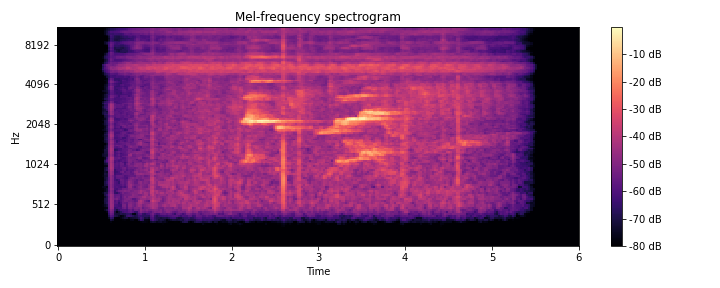 Mel-frequency spectrogram
8192
4096
2048
1024
512
0
Hz
0 1 2 3 4 5 6
Time
-10 dB
-20 dB
-30 dB
-40 dB
-50 dB
-60 dB
-70 dB
-80 dB